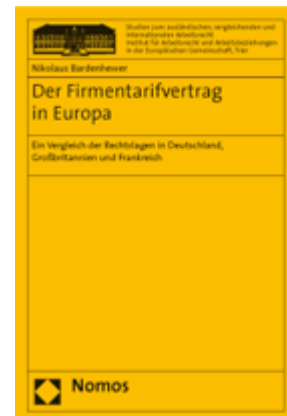 Studien zum ausländischen, vergleichenden und
internationalen Arbeitsrecht
Institut für Arbeitsrecht und Arbeitsbeziehungen
in der Europäischen Gemeinschaft, Trier
Nikolaus Bardenhewer
Der Firmentarifvertrag
in Europa
Ein Vergleich der Rechtslagen in Deutschland,
Großbritannien und Frankreich
Nomos